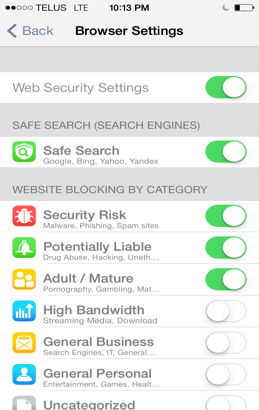 TELUS LTE 10:13 PM
Back Browser Settings
Web Security Settings
SAFE SEARCH (SEARCH ENGINES)
Safe Search
Google, Bing, Yahoo, Yandex
WEBSITE BLOCKING BY CATEGORY
Security Risk
Malware, Phishing, Spam sites
Potentially Liable
Drug Abuse, Hacking, Uneth...
Adult / Mature
Pornography, Gambling, Mat...
High Bandwidth
Streaming Media, Download
General Business
Search Engines, IT, General...
General Personal
Entertainment, Games, Healt...
Uncategorized